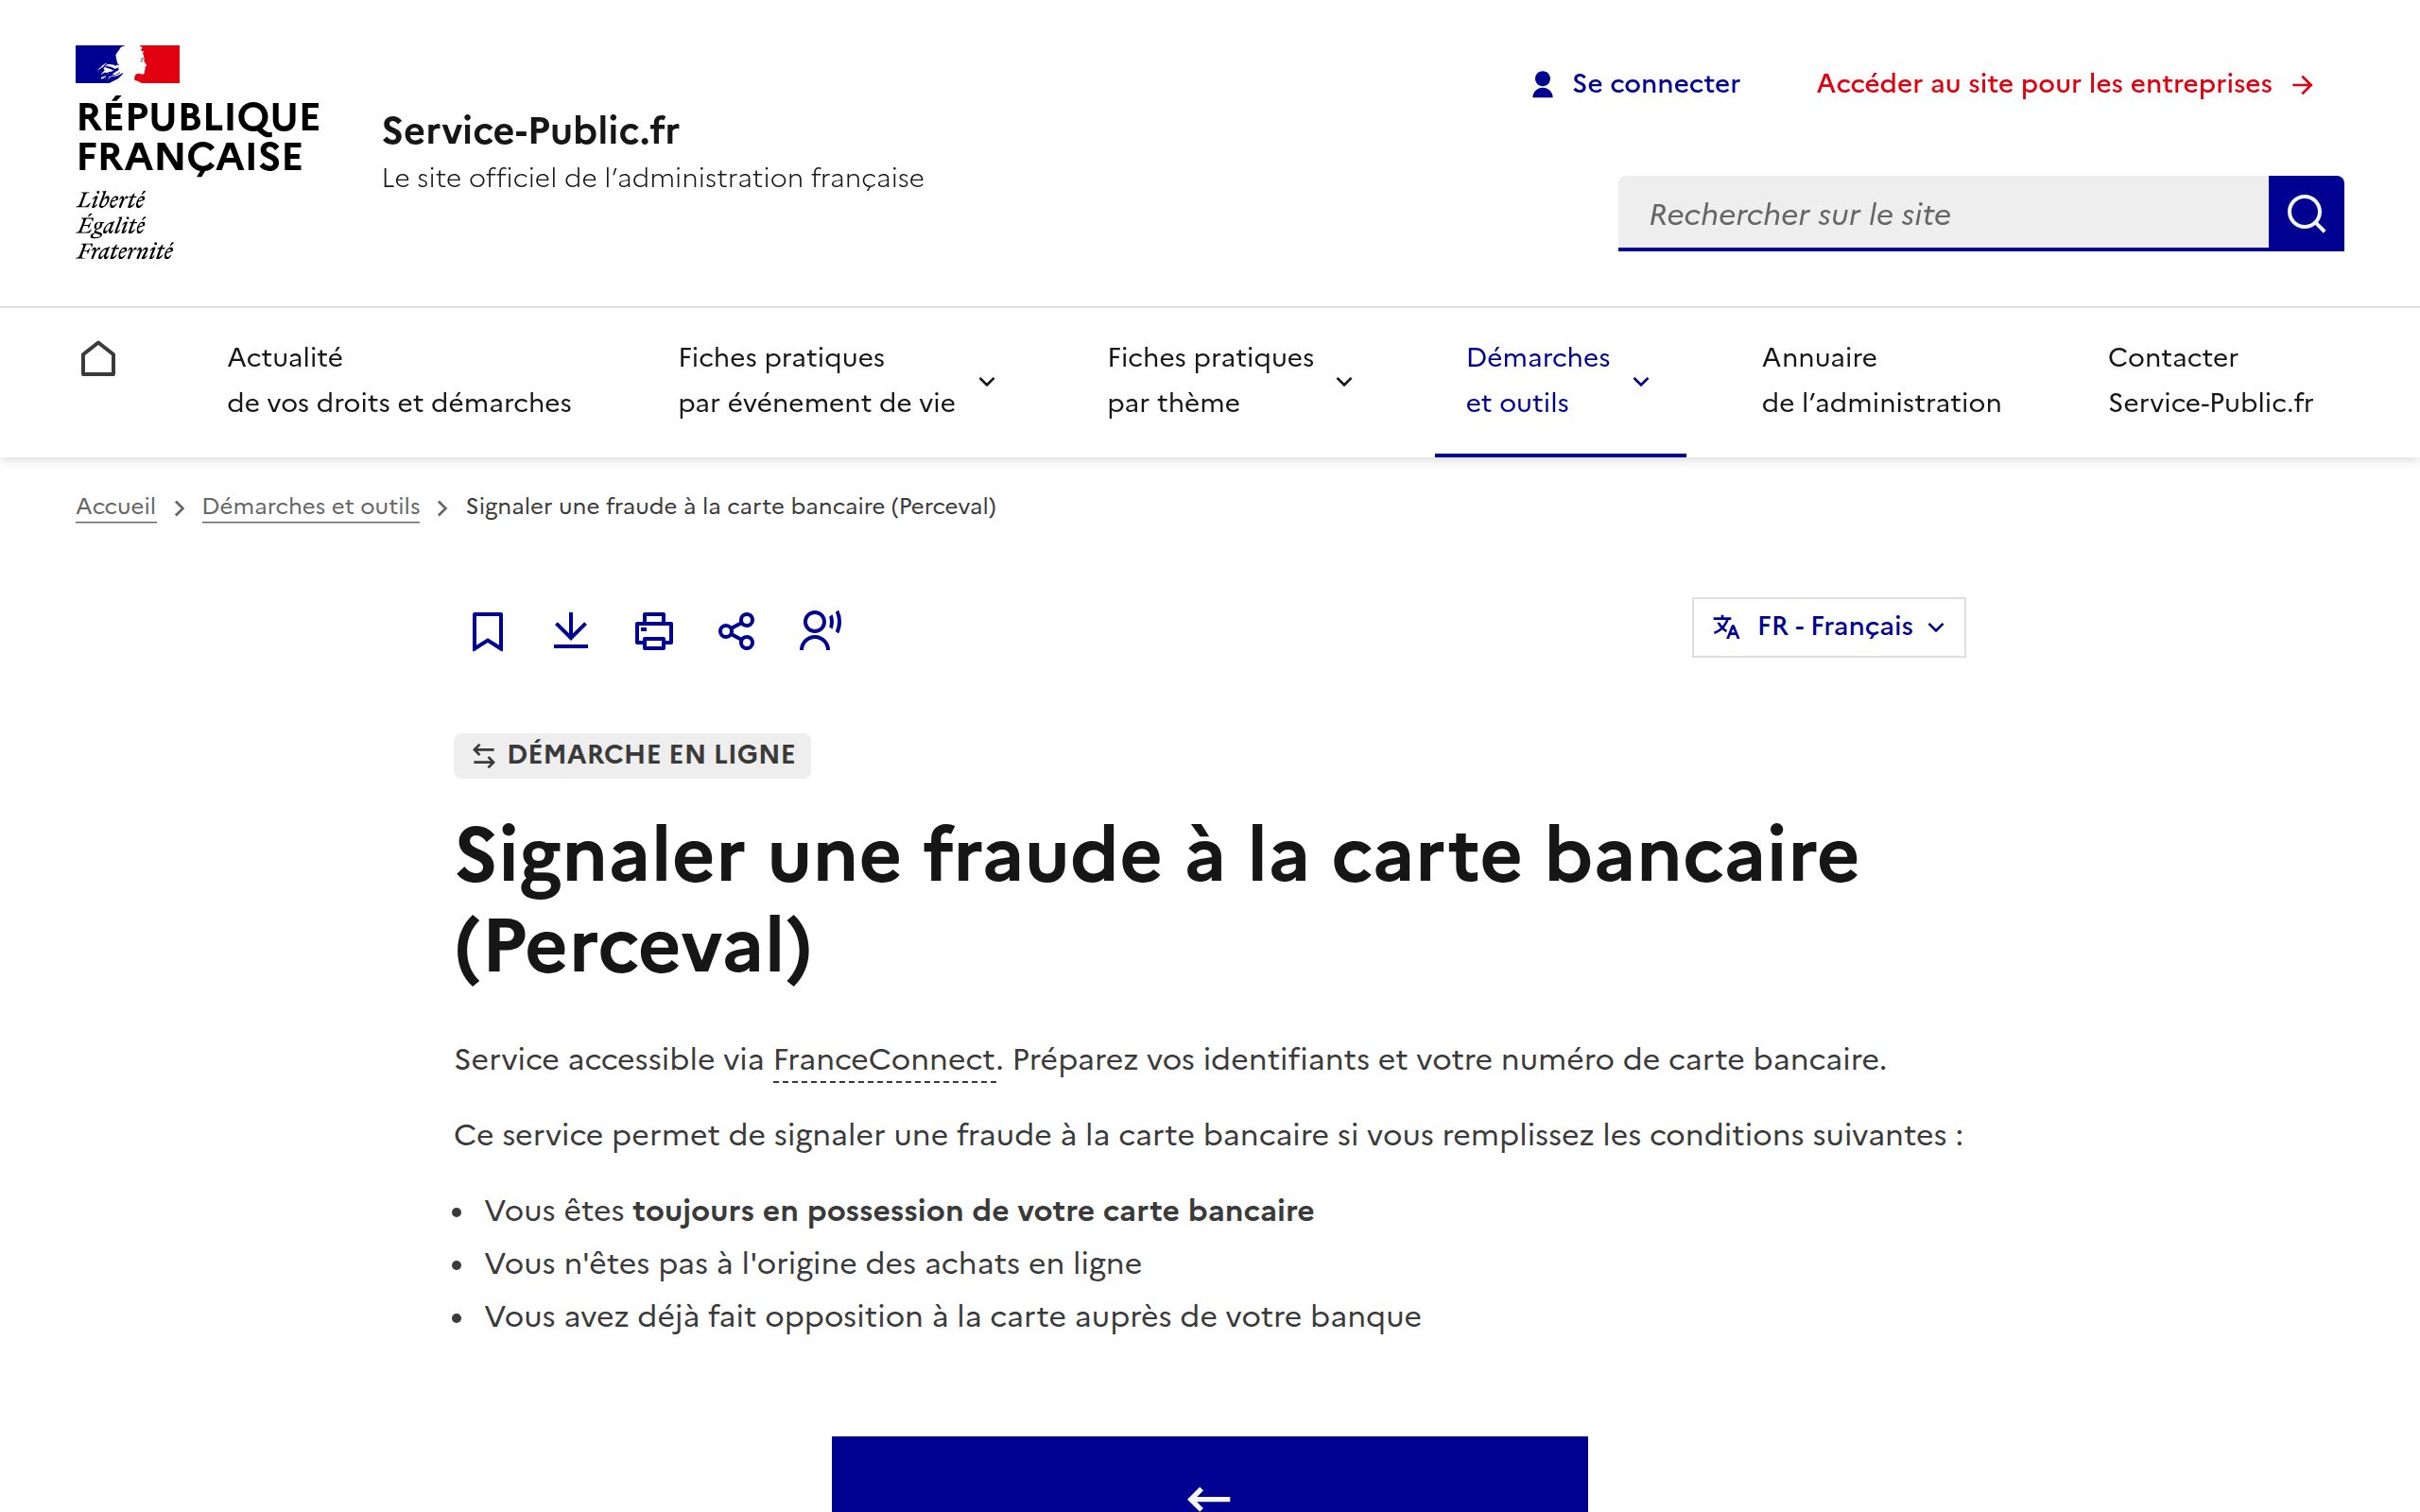 RÉPUBLIQUE
FRANÇAISE
Liberté
Égalité
Fraternité
Service-Public.fr
Le site officiel de l’administration française
Se connecter
Accéder au site pour les entreprises
Rechercher sur le site
Actualité
de vos droits et démarches
Fiches pratiques
par événement de vie
Fiches pratiques
par thème
Démarches
et outils
Annuaire
de l’administration
Contacter
Service-Public.fr
Accueil
Démarches et outils
Signaler une fraude à la carte bancaire (Perceval)
FR - Français
DÉMARCHE EN LIGNE
Signaler une fraude à la carte bancaire
(Perceval)
Service accessible via FranceConnect. Préparez vos identifiants et votre numéro de carte bancaire.
Ce service permet de signaler une fraude à la carte bancaire si vous remplissez les conditions suivantes :
• Vous êtes toujours en possession de votre carte bancaire
• Vous n'êtes pas à l'origine des achats en ligne
• Vous avez déjà fait opposition à la carte auprès de votre banque